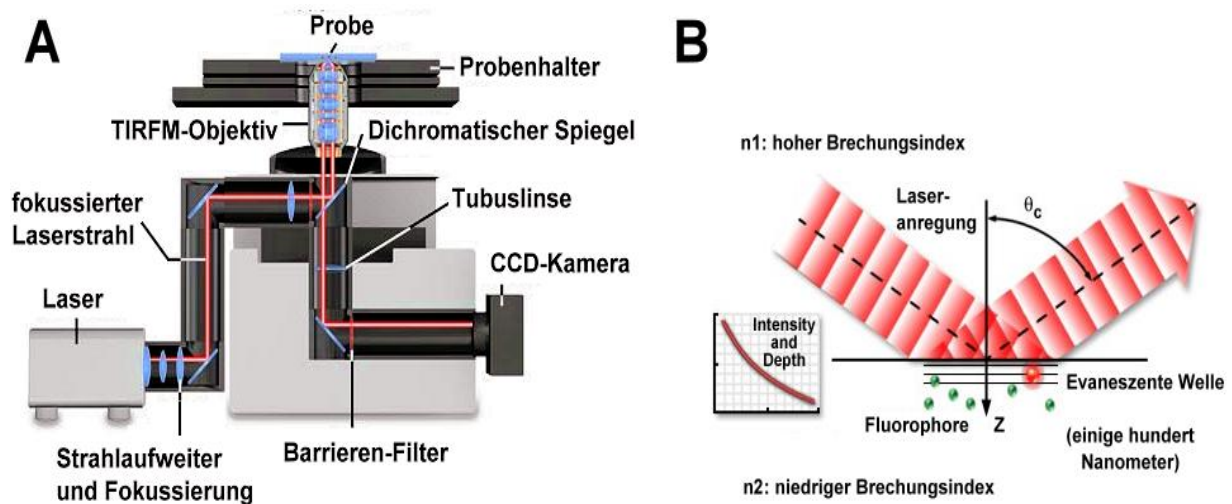 A
Probe
Probenhalter
TIRFM-Objektiv
Dichromatischer Spiegel
fokussierter
Laserstrahl
Tubuslinse
CCD-Kamera
Laser
Strahlaufweiter
und Fokussierung
Barrieren-Filter
B
n1: hoher Brechungsindex
Laser-
anregung
θc
Intensity
and
Depth
Evaneszente Welle
Fluorophore
Z
(einige hundert
Nanometer)
n2: niedriger Brechungsindex